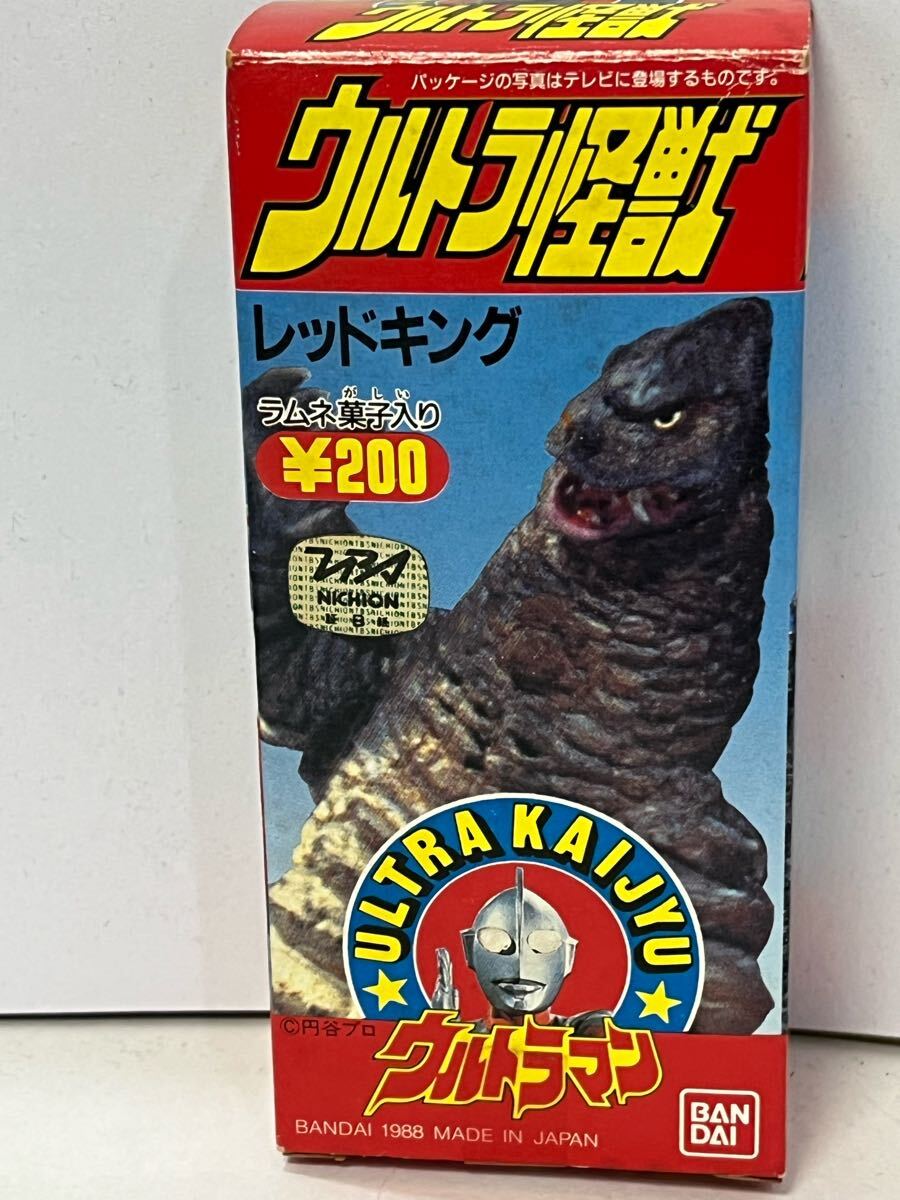 ウルトラ怪獣
パッケージの写真はテレビに登場するものです。
ウルトラ怪獣
レッドキング
がしい
ラムネ菓子入り
¥200
NICHION
ULTRA KAIJYU
©円谷プロ
ウルトラマン
BANDAI 1988 MADE IN JAPAN
BAN
DAI